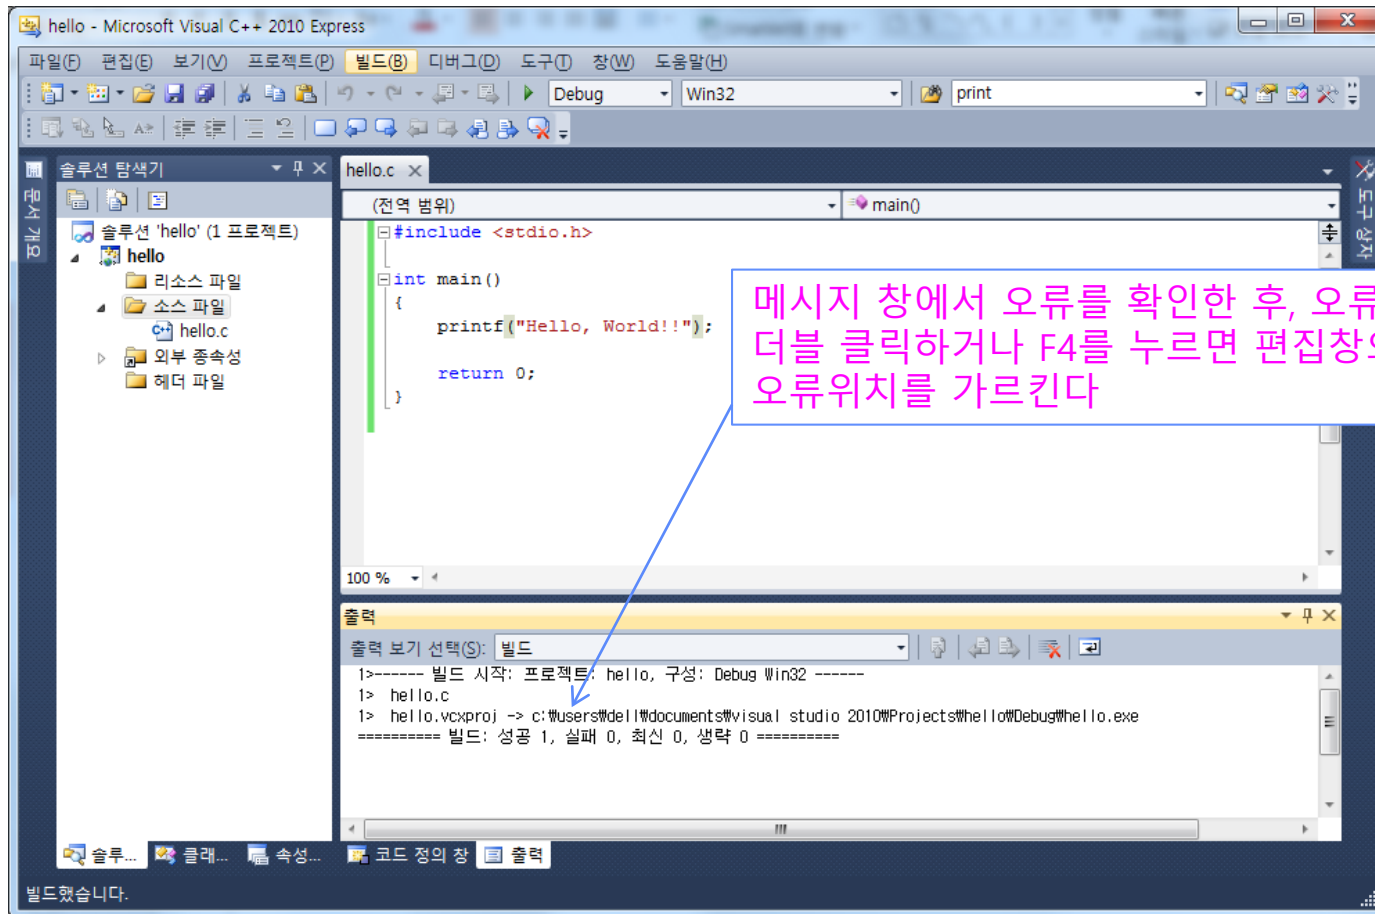 hello - Microsoft Visual C++ 2010 Express
파일(F) 편집(E) 보기(V) 프로젝트(P) 빌드(B) 디버그(D) 도구(T) 창(W) 도움말(H)
Debug Win32 print
문서 개요
솔루션 탐색기
솔루션 'hello' (1 프로젝트)
hello
리소스 파일
소스 파일
hello.c
외부 종속성
헤더 파일
hello.c
(전역 범위) main()
#include <stdio.h>
int main()
{
printf("Hello, World!!");
return 0;
}
메시지 창에서 오류를 확인한 후, 오류
더블 클릭하거나 F4를 누르면 편집창으
오류위치를 가르킨다
도구 상자
100 %
출력
출력 보기 선택(S): 빌드
1>------ 빌드 시작: 프로젝트: hello, 구성: Debug Win32 ------
1> hello.c
1> hello.vcxproj -> c:₩users₩dell₩documents₩visual studio 2010₩Projects₩hello₩Debug₩hello.exe
========== 빌드: 성공 1, 실패 0, 최신 0, 생략 0 ==========
솔루... 클래... 속성... 코드 정의 창 출력
빌드했습니다.